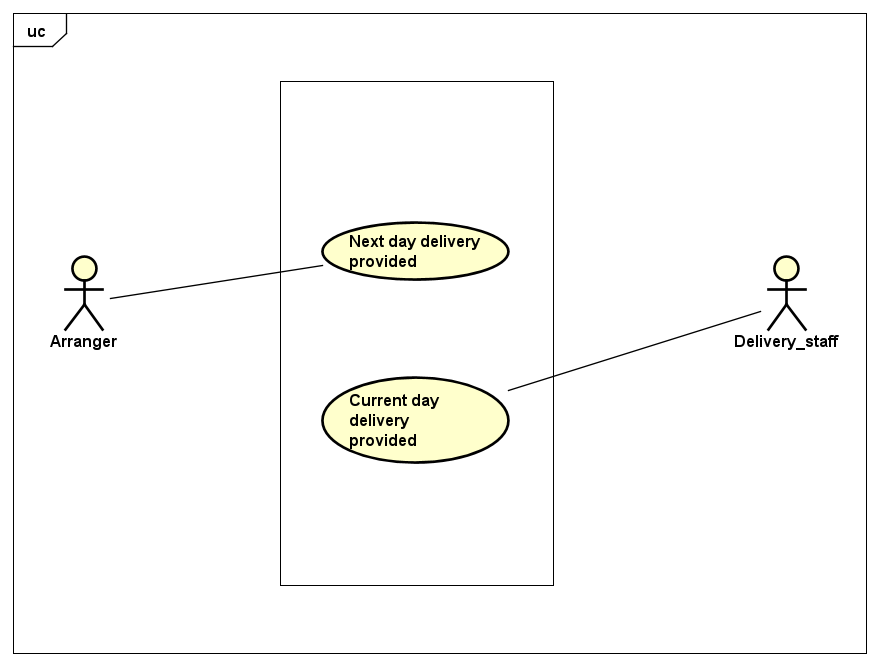 uc
Next day delivery
provided
Arranger
Delivery_staff
Current day
delivery
provided